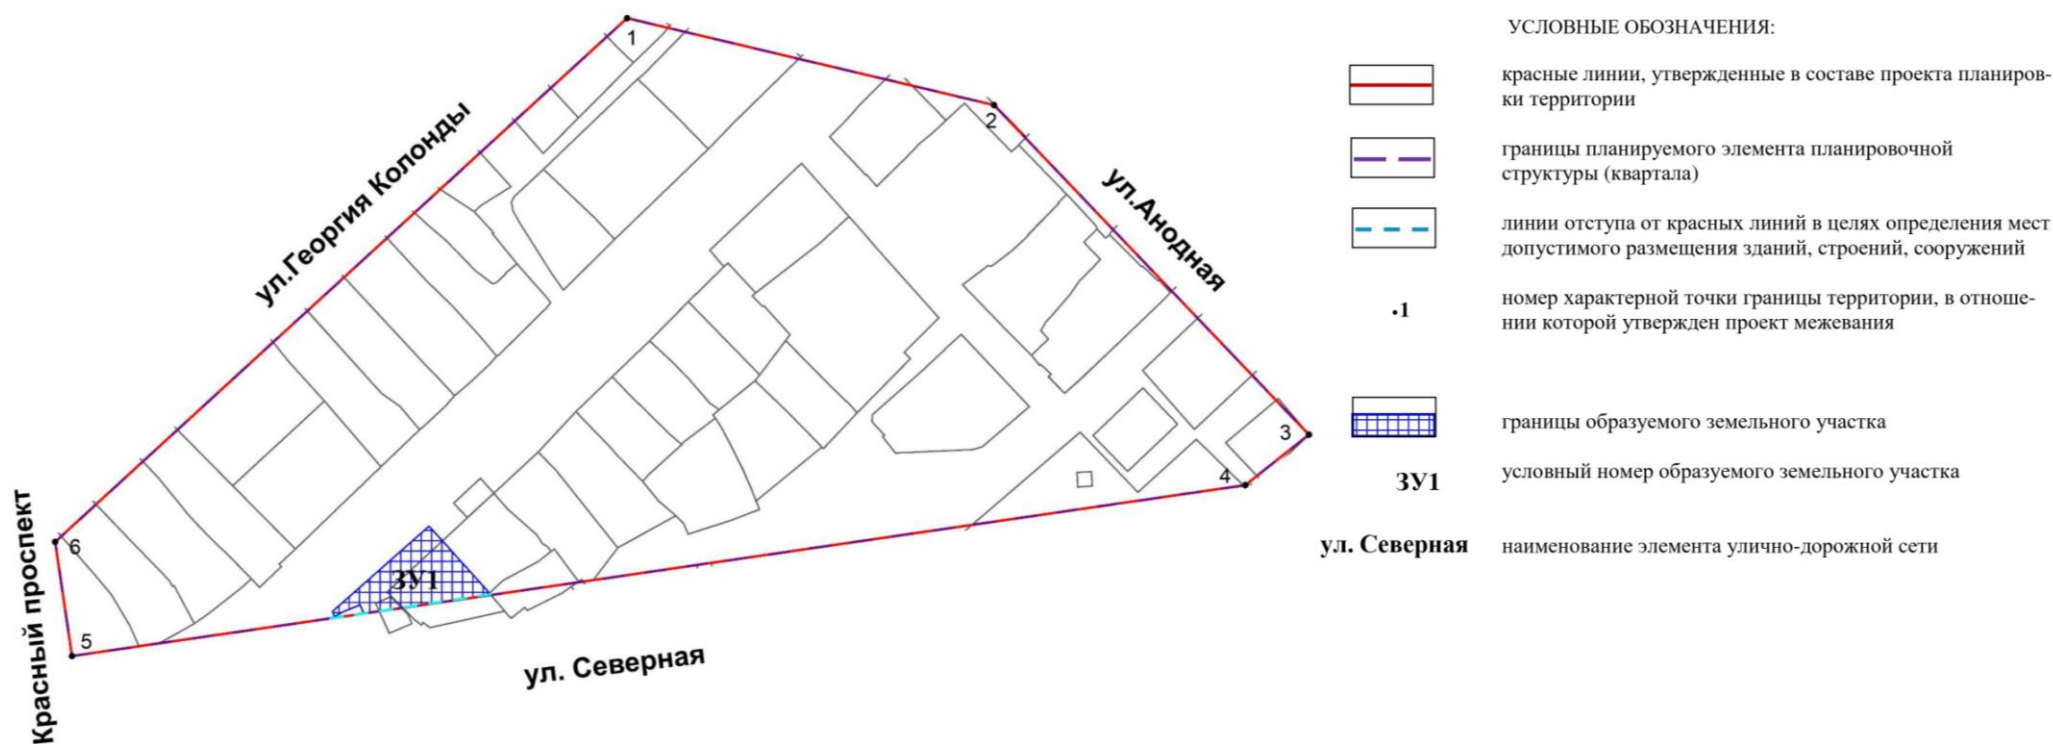 1
2
3
4
5
6
ул.Георгия Колонды
ул.Анодная
Красный проспект
ул. Северная
ЗУ1
УСЛОВНЫЕ ОБОЗНАЧЕНИЯ:
красные линии, утвержденные в составе проекта планиров-
ки территории
границы планируемого элемента планировочной
структуры (квартала)
линии отступа от красных линий в целях определения мест
допустимого размещения зданий, строений, сооружений
.1
номер характерной точки границы территории, в отноше-
нии которой утвержден проект межевания
границы образуемого земельного участка
ЗУ1
условный номер образуемого земельного участка
ул. Северная
наименование элемента улично-дорожной сети